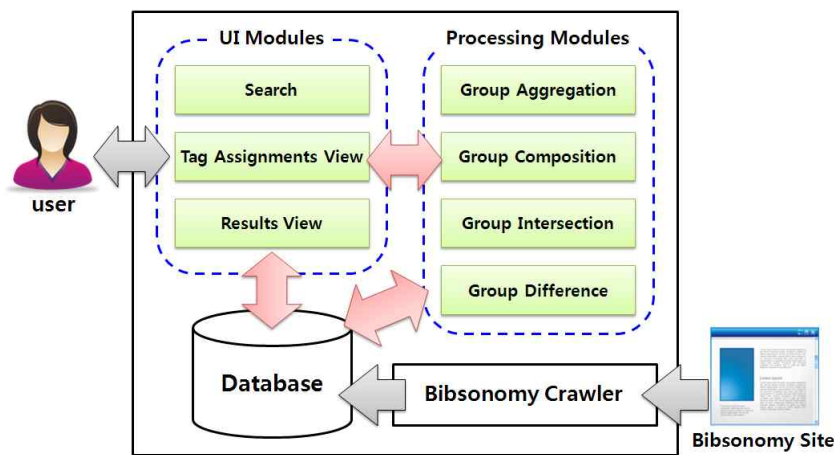 UI Modules
Search
Tag Assignments View
Results View
Processing Modules
Group Aggregation
Group Composition
Group Intersection
Group Difference
user
Database
Bibsonomy Crawler
Bibsonomy Site